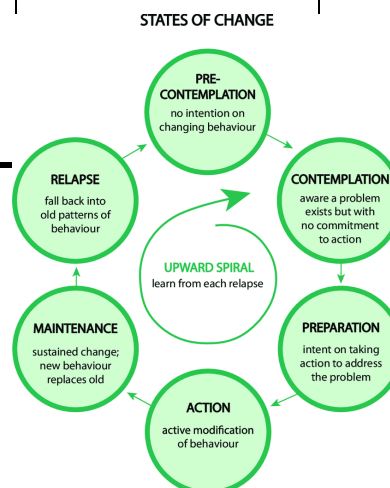 STATES OF CHANGE
PRE-
CONTEMPLATION
no intention on
changing behaviour
CONTEMPLATION
aware a problem
exists but with
no commitment
to action
PREPARATION
intent on taking
action to address
the problem
ACTION
active modification
of behaviour
MAINTENANCE
sustained change;
new behaviour
replaces old
RELAPSE
fall back into
old patterns of
behaviour
UPWARD SPIRAL
learn from each relapse